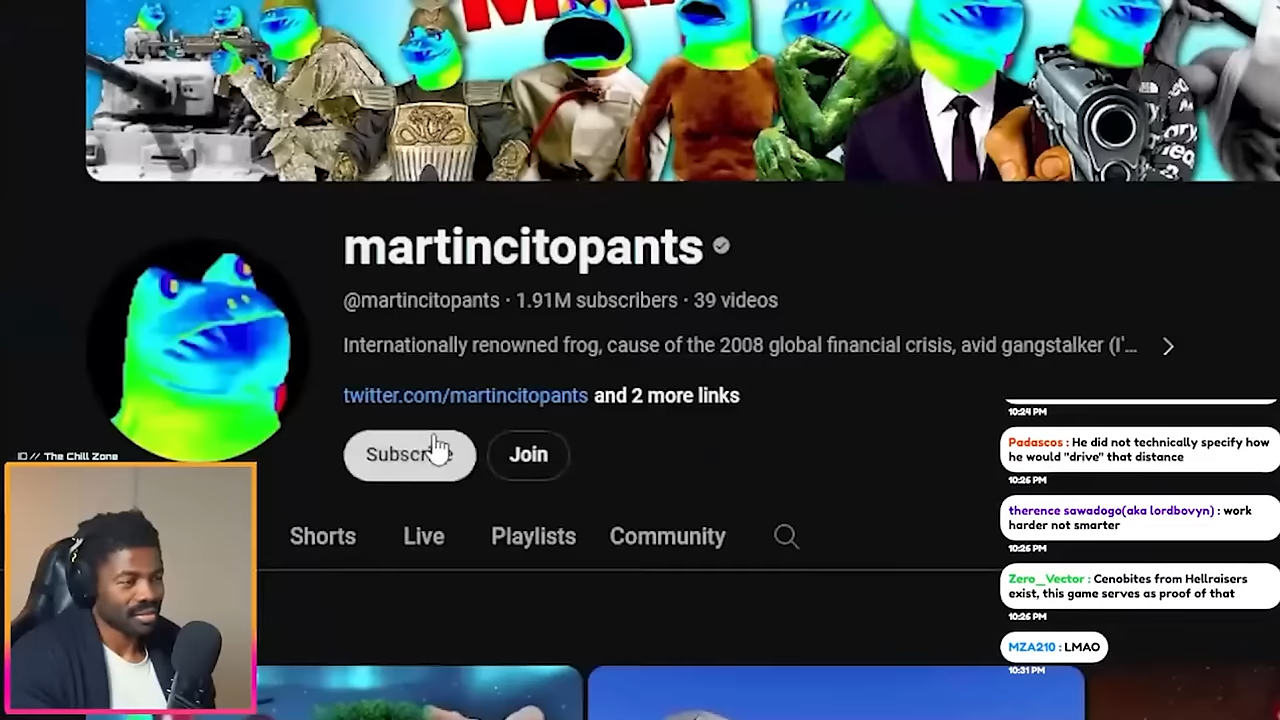 martincitopants
@martincitopants · 1.91M subscribers · 39 videos
Internationally renowned frog, cause of the 2008 global financial crisis, avid gangstalker (I'...
twitter.com/martincitopants and 2 more links
Subscribe
Join
Shorts
Live
Playlists
Community
// The Chill Zone
10:24 PM
Padascos : He did not technically specify how
he would "drive" that distance
10:25 PM
therence sawadogo(aka lordbovyn) : work
harder not smarter
10:25 PM
Zero_Vector : Cenobites from Hellraisers
exist, this game serves as proof of that
10:25 PM
MZA210 : LMAO
10:31 PM